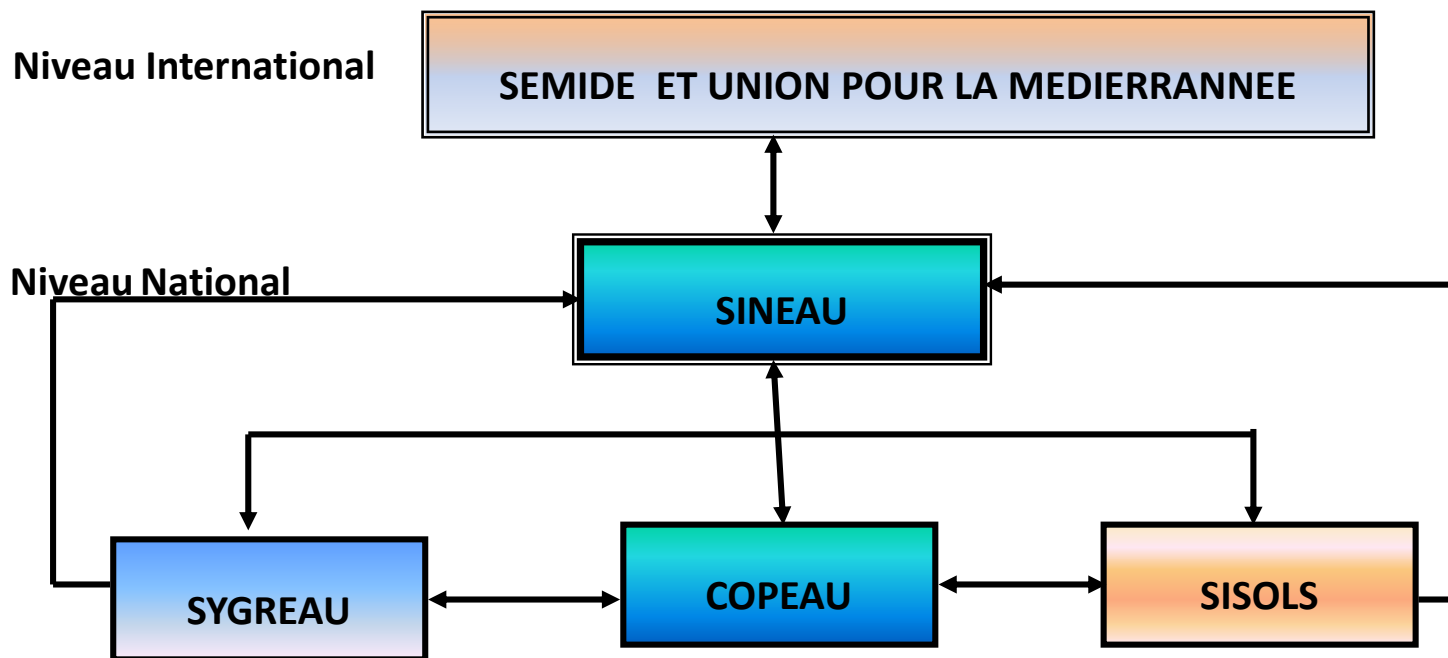 Niveau International
SEMIDE ET UNION POUR LA MEDIERRANNEE
Niveau National
SINEAU
SYGREAU
COPEAU
SISOLS